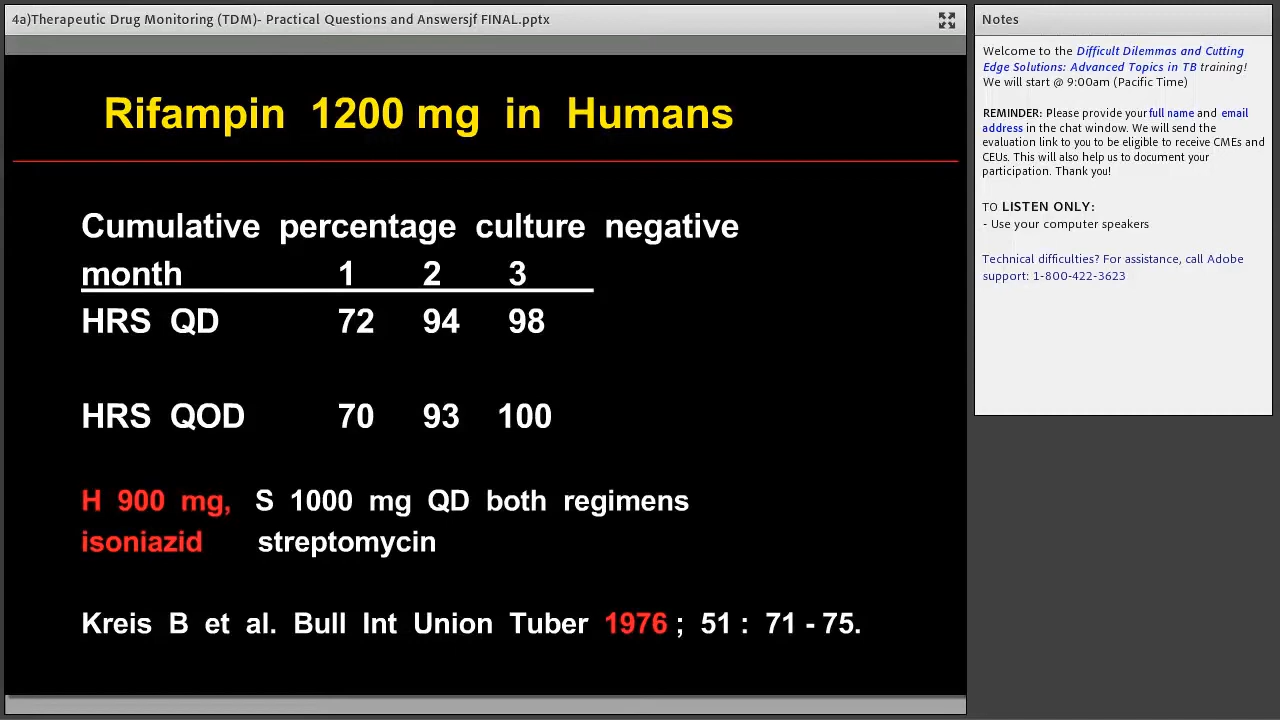 4a)Therapeutic Drug Monitoring (TDM)- Practical Questions and Answersjf FINAL.pptx
Rifampin 1200 mg in Humans
Cumulative percentage culture negative
month 1 2 3
HRS QD 72 94 98
HRS QOD 70 93 100
H 900 mg, S 1000 mg QD both regimens
isoniazid streptomycin
Kreis B et al. Bull Int Union Tuber 1976 ; 51 : 71 - 75.
Notes
Welcome to the Difficult Dilemmas and Cutting
Edge Solutions: Advanced Topics in TB training!
We will start @ 9:00am (Pacific Time)
REMINDER: Please provide your full name and email
address in the chat window. We will send the
evaluation link to you to be eligible to receive CMEs and
CEUs. This will also help us to document your
participation. Thank you!
TO LISTEN ONLY:
- Use your computer speakers
Technical difficulties? For assistance, call Adobe
support: 1-800-422-3623